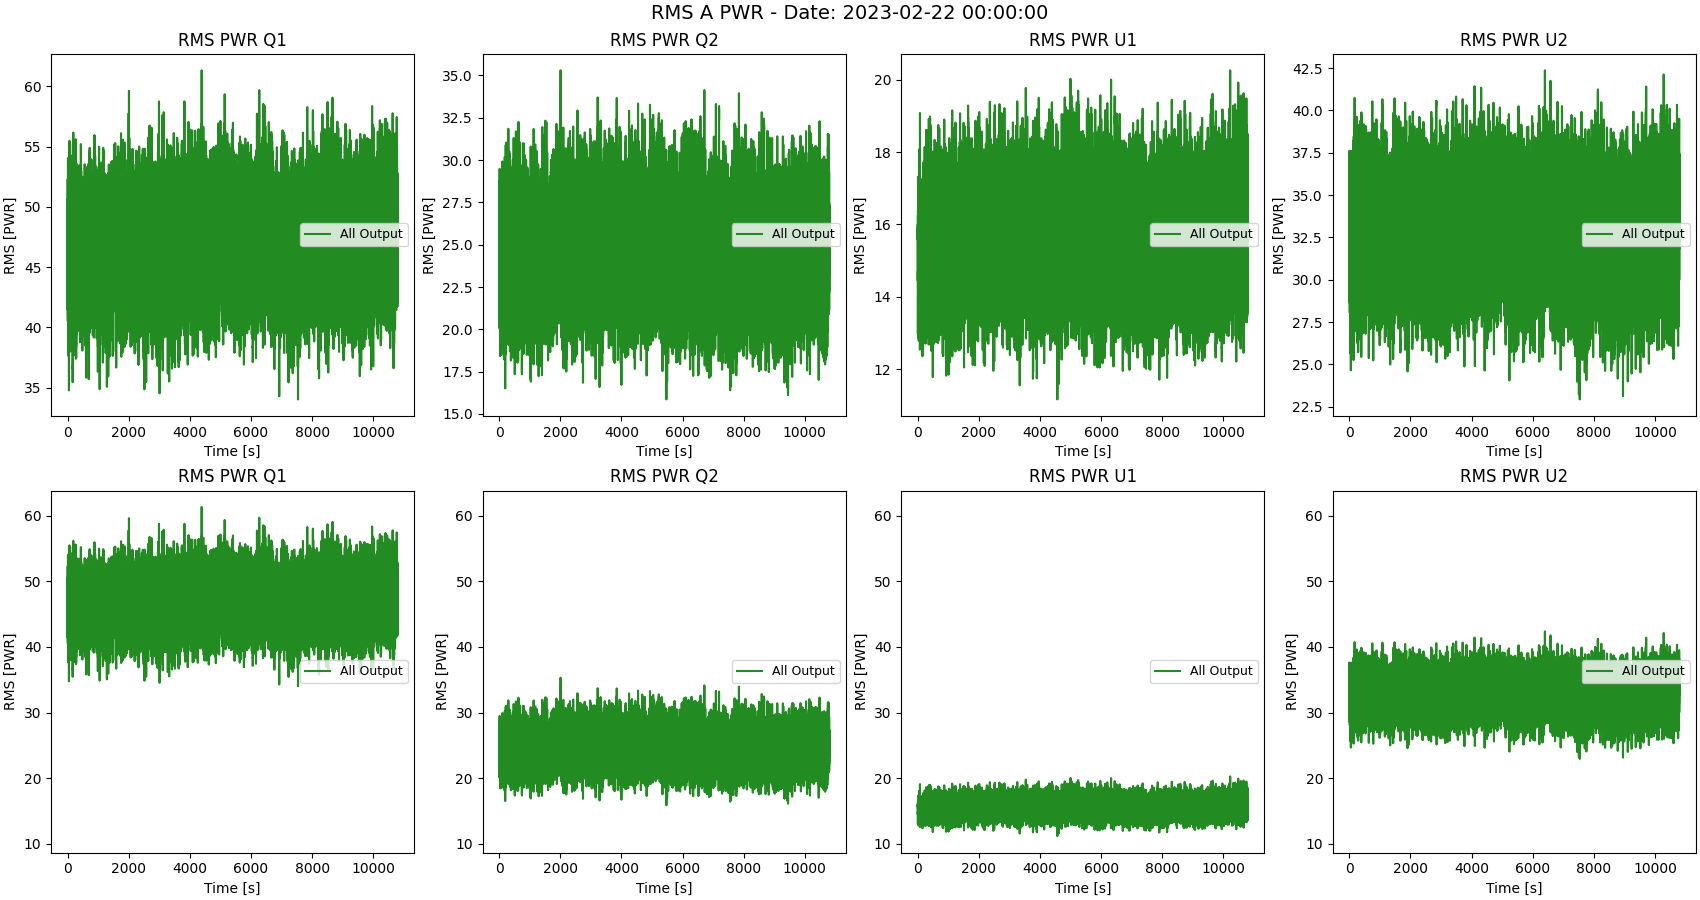 RMS A PWR - Date: 2023-02-22 00:00:00
RMS PWR Q1
RMS [PWR]
60
55
50
45
40
35
All Output
0 2000 4000 6000 8000 10000
Time [s]
RMS PWR Q2
RMS [PWR]
35.0
32.5
30.0
27.5
25.0
22.5
20.0
17.5
15.0
All Output
0 2000 4000 6000 8000 10000
Time [s]
RMS PWR U1
RMS [PWR]
20
18
16
14
12
All Output
0 2000 4000 6000 8000 10000
Time [s]
RMS PWR U2
RMS [PWR]
42.5
40.0
37.5
35.0
32.5
30.0
27.5
25.0
22.5
All Output
0 2000 4000 6000 8000 10000
Time [s]
RMS PWR Q1
RMS [PWR]
60
50
40
30
20
10
All Output
0 2000 4000 6000 8000 10000
Time [s]
RMS PWR Q2
RMS [PWR]
60
50
40
30
20
10
All Output
0 2000 4000 6000 8000 10000
Time [s]
RMS PWR U1
RMS [PWR]
60
50
40
30
20
10
All Output
0 2000 4000 6000 8000 10000
Time [s]
RMS PWR U2
RMS [PWR]
60
50
40
30
20
10
All Output
0 2000 4000 6000 8000 10000
Time [s]